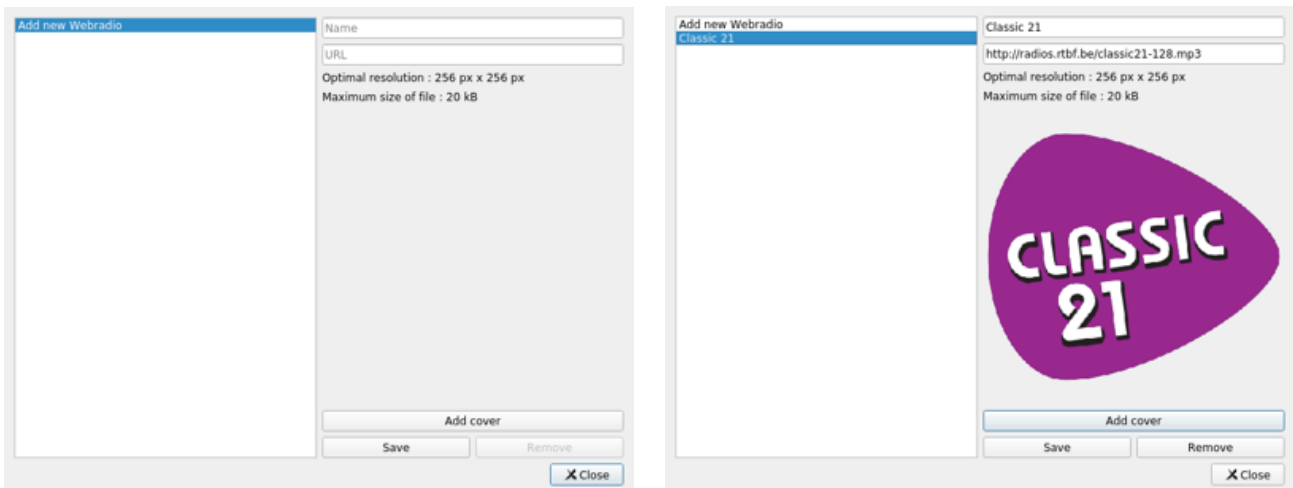 Add new Webradio
Name
URL
Optimal resolution : 256 px x 256 px
Maximum size of file : 20 kB
Add cover
Save
Remove
Close
Add new Webradio
Classic 21
Classic 21
http://radios.rtbf.be/classic21-128.mp3
Optimal resolution : 256 px x 256 px
Maximum size of file : 20 kB
CLASSIC
21
Add cover
Save
Remove
Close